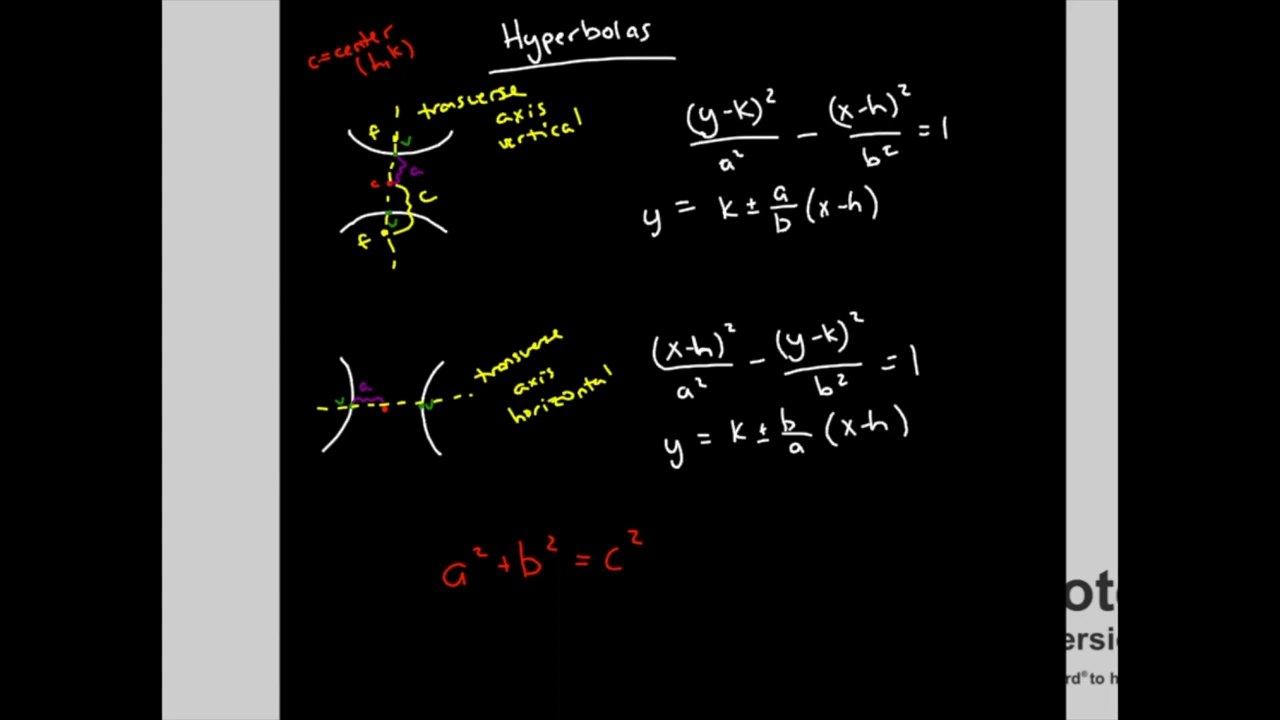 Hyperbolas
c=center
(h,k)
transverse
axis
vertical
f
v
a
c
c
v
f
(y-k)²/a² - (x-h)²/b² = 1
y = k ± a/b (x-h)
transverse
axis
horizontal
a
v
v
(x-h)²/a² - (y-k)²/b² = 1
y = k ± b/a (x-h)
a² + b² = c²